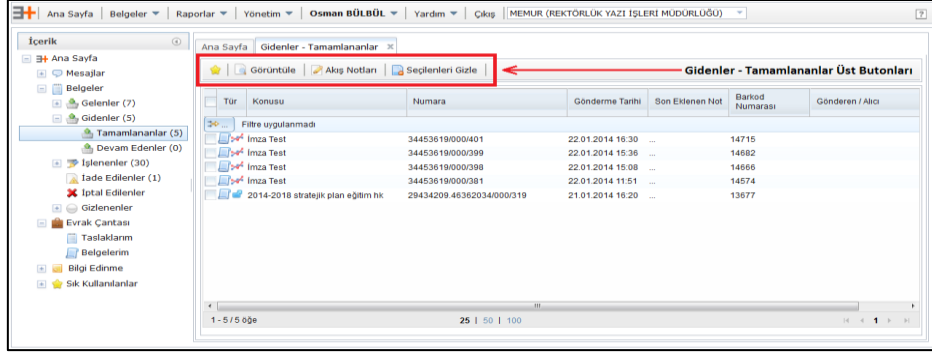 Ana Sayfa | Belgeler | Raporlar | Yönetim | Osman BÜLBÜL | Yardım | Çıkış MEMUR (REKTÖRLÜK YAZI İŞLERİ MÜDÜRLÜĞÜ) ?
İçerik
Ana Sayfa
Mesajlar
Belgeler
Gelenler (7)
Gidenler (5)
Tamamlananlar (5)
Devam Edenler (0)
İşlenenler (30)
İade Edilenler (1)
İptal Edilenler
Gizlenenler
Evrak Çantası
Taslaklarım
Belgelerim
Bilgi Edinme
Sık Kullanılanlar
Ana Sayfa Gidenler - Tamamlananlar ×
Görüntüle | Akış Notları | Seçilenleri Gizle |
Gidenler - Tamamlananlar Üst Butonları
Tür Konusu Numara Gönderme Tarihi Son Eklenen Not Barkod Numarası Gönderen / Alıcı
... Filtre uygulanmadı
İmza Test 34453619/000/401 22.01.2014 16:30 ... 14715
İmza Test 34453619/000/399 22.01.2014 15:36 ... 14682
İmza Test 34453619/000/398 22.01.2014 15:08 ... 14666
İmza Test 34453619/000/381 22.01.2014 11:51 ... 14574
2014-2018 stratejik plan eğitim hk 29434209.46362034/000/319 21.01.2014 16:20 ... 13677
1 - 5 / 5 öğe 25 | 50 | 100 1